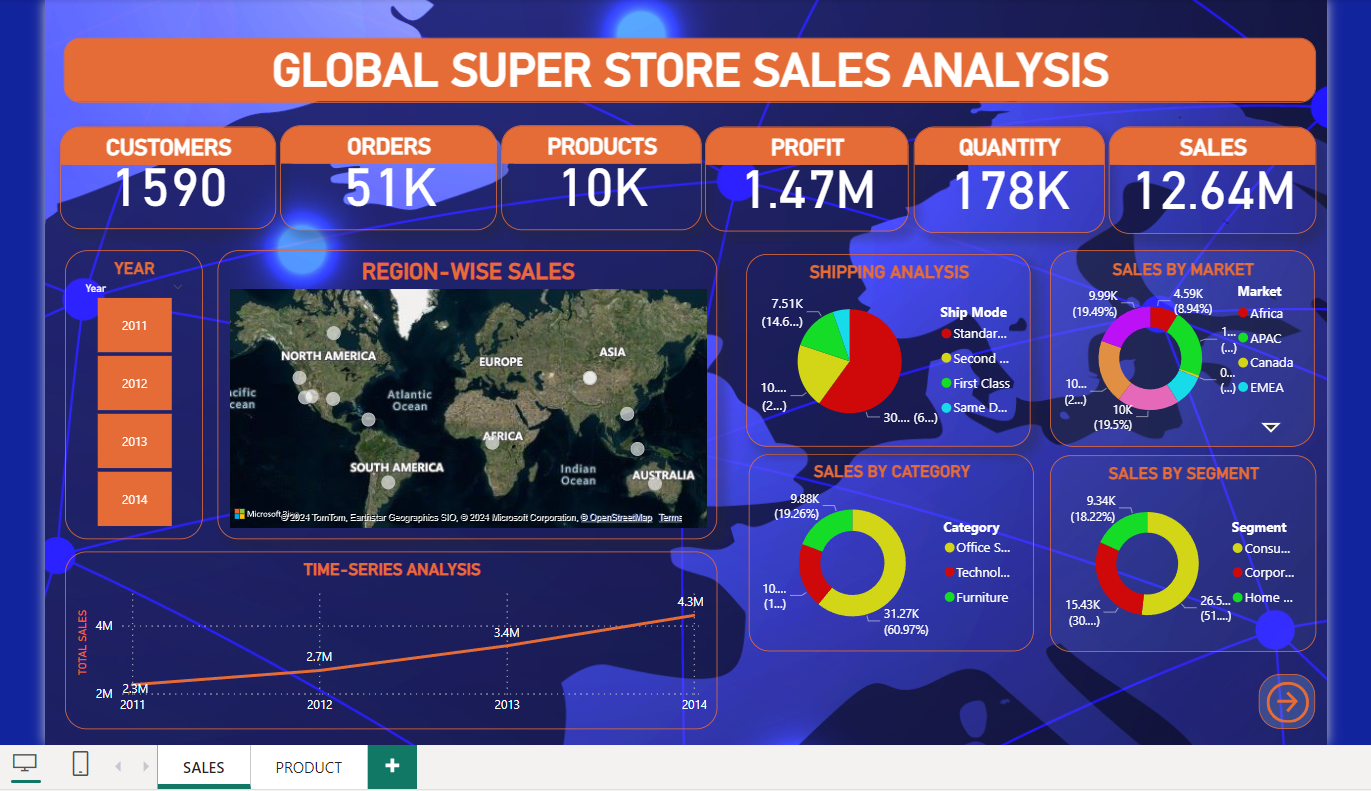 GLOBAL SUPER STORE SALES ANALYSIS
CUSTOMERS
1590
ORDERS
51K
PRODUCTS
10K
PROFIT
1.47M
QUANTITY
178K
SALES
12.64M
YEAR
Year
2011
2012
2013
2014
REGION-WISE SALES
NORTH AMERICA
EUROPE
ASIA
acific
cean
Atlantic
Ocean
AFRICA
SOUTH AMERICA
Indian
Ocean
AUSTRALIA
Microsoft Bing
© 2024 TomTom, Earthstar Geographics SIO, © 2024 Microsoft Corporation, © OpenStreetMap Terms
SHIPPING ANALYSIS
7.51K
(14.6...)
10....
(2...)
30.... (6...)
Ship Mode
Standar...
Second ...
First Class
Same D...
SALES BY MARKET
9.99K
(19.49%)
4.59K
(8.94%)
1...
(...)
0...
(...)
10...
(2...)
10K
(19.5%)
Market
Africa
APAC
Canada
EMEA
SALES BY CATEGORY
9.88K
(19.26%)
10....
(1...)
31.27K
(60.97%)
Category
Office S...
Technol...
Furniture
SALES BY SEGMENT
9.34K
(18.22%)
15.43K
(30....)
26.5...
(51....)
Segment
Consu...
Corpor...
Home ...
TIME-SERIES ANALYSIS
TOTAL SALES
4M
2M
2.3M
2.7M
3.4M
4.3M
2011
2012
2013
2014
SALES
PRODUCT